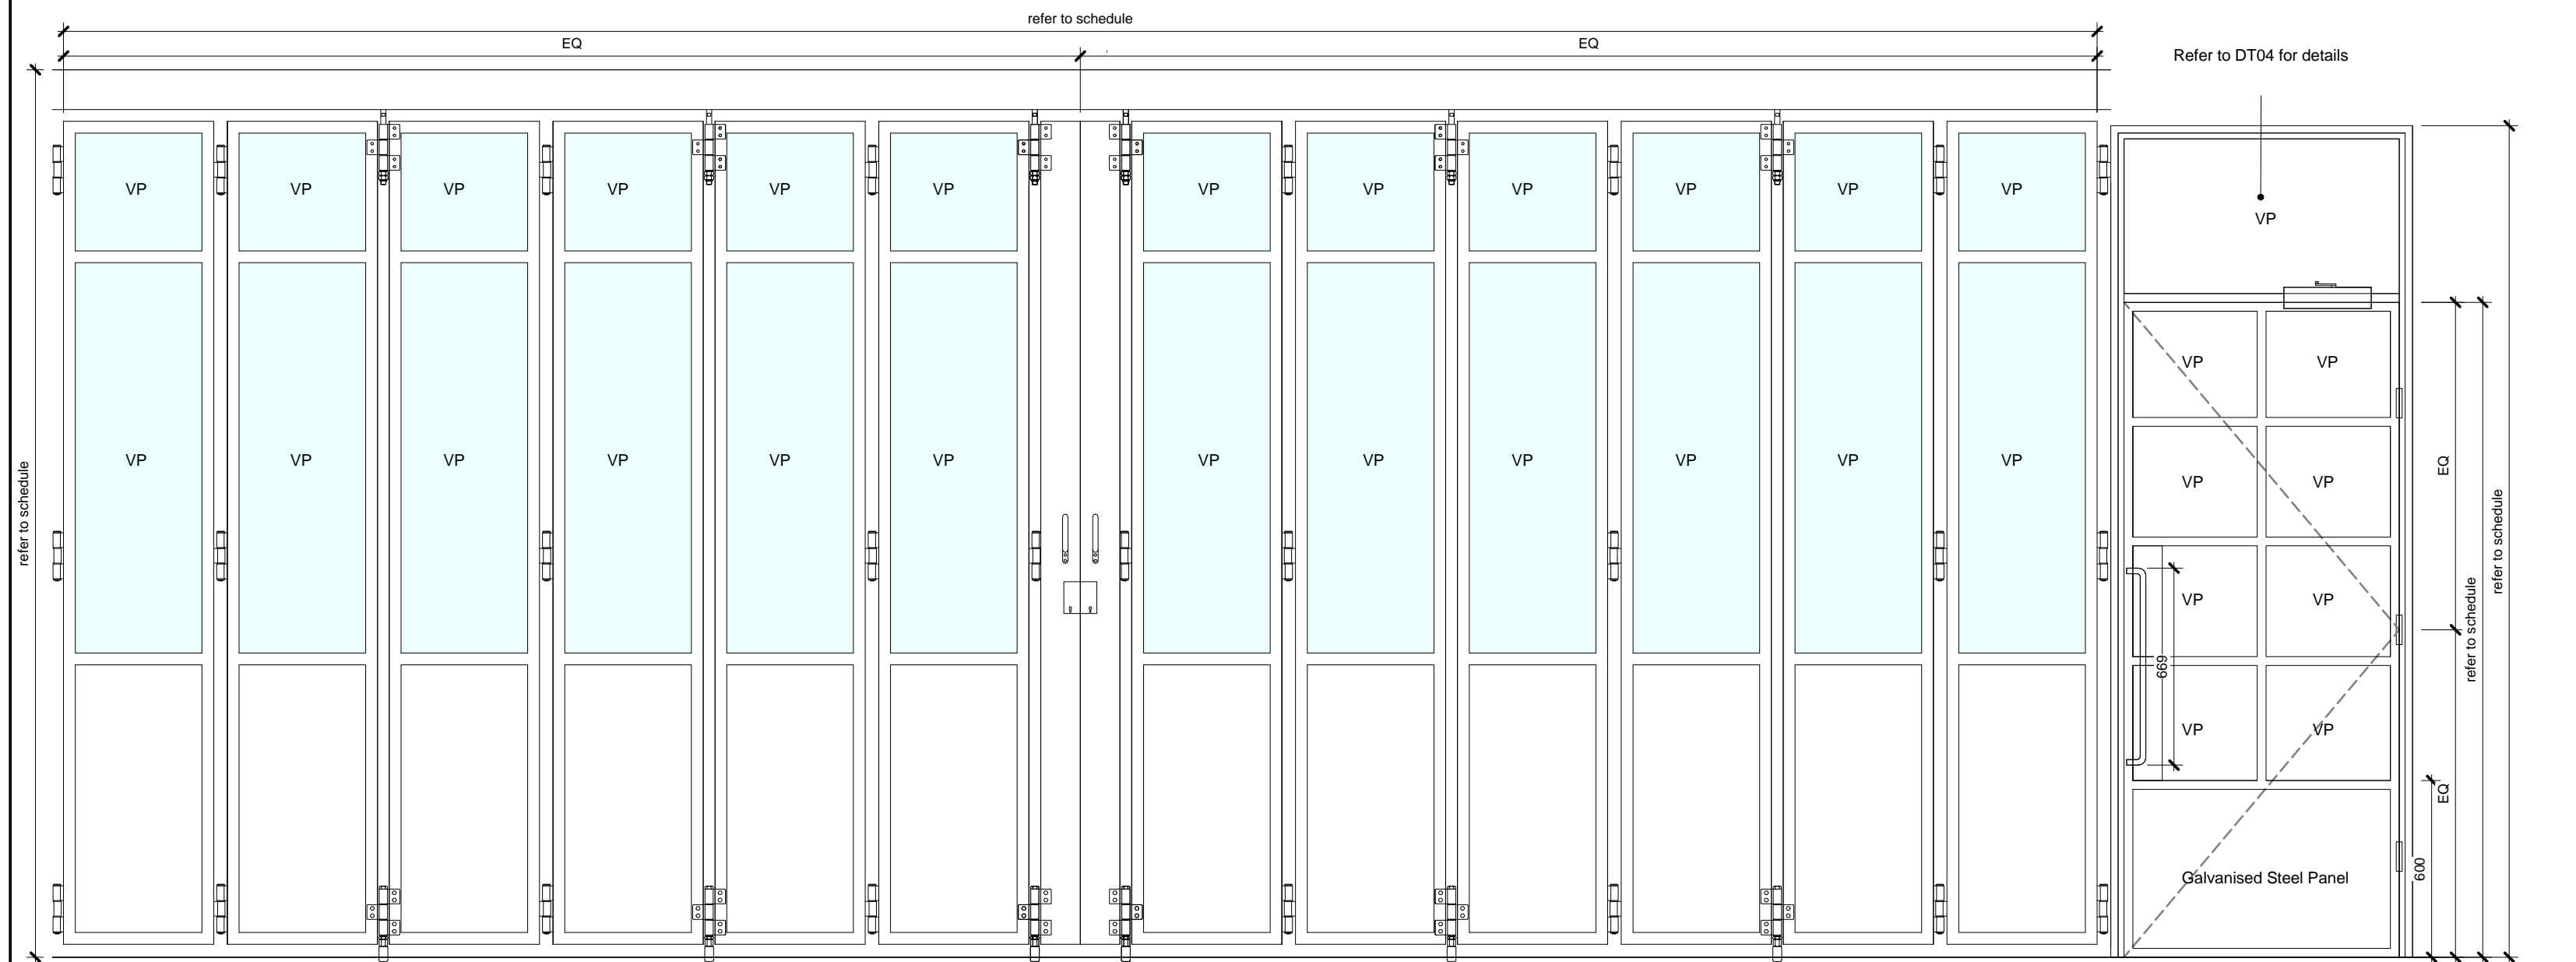 refer to schedule
EQ EQ
Refer to DT04 for details
VP VP VP VP VP VP VP VP VP VP VP VP
VP
VP VP
VP VP VP VP VP VP VP VP VP VP VP VP
VP VP
EQ
refer to schedule
refer to schedule
refer to schedule
VP VP
669
VP VP
EQ
600
Galvanised Steel Panel